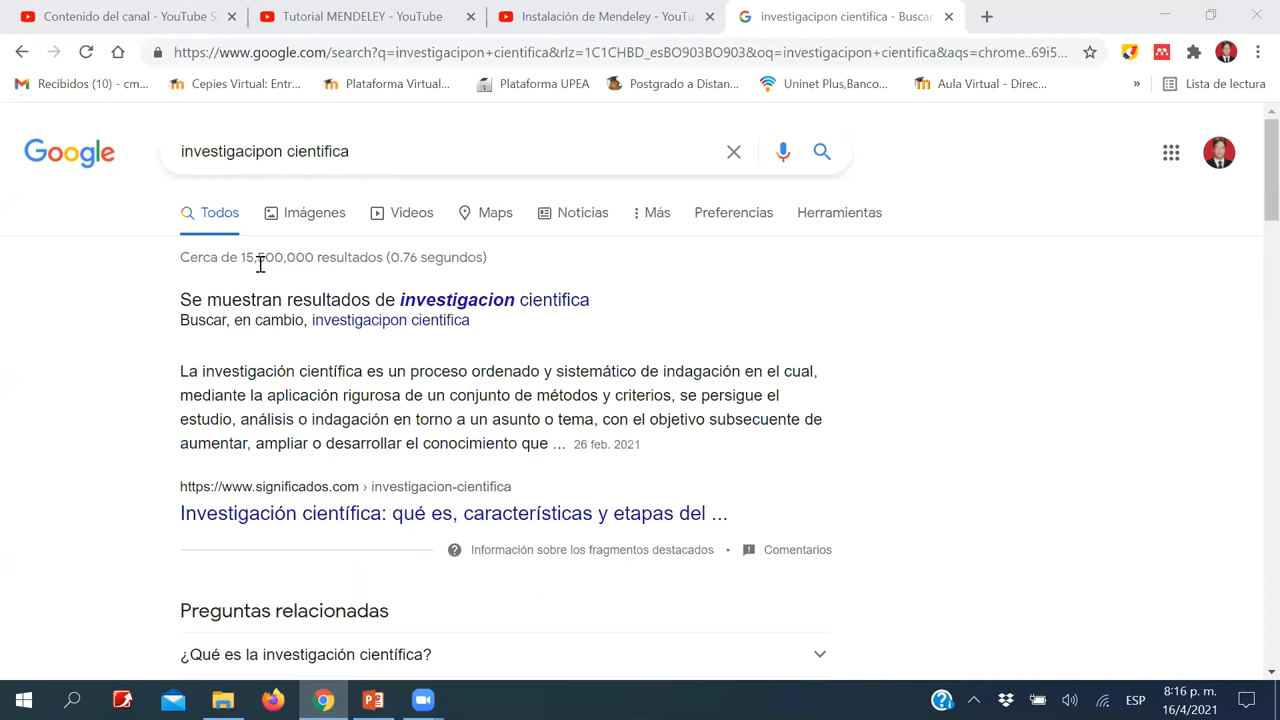 Contenido del canal - YouTube S
Tutorial MENDELEY - YouTube
Instalación de Mendeley - YouTu
investigacipon cientifica - Buscar
https://www.google.com/search?q=investigacipon+cientifica&rlz=1C1CHBD_esBO903BO903&oq=investigacipon+cientifica&aqs=chrome..69i5...
Recibidos (10) - cm...
Cepies Virtual: Entr...
Plataforma Virtual...
Plataforma UPEA
Postgrado a Distan...
Uninet Plus,Banco...
Aula Virtual - Direc...
»
Lista de lectura
Google
investigacipon cientifica
Todos
Imágenes
Videos
Maps
Noticias
Más
Preferencias
Herramientas
Cerca de 15,500,000 resultados (0.76 segundos)
Se muestran resultados de investigacion cientifica
Buscar, en cambio, investigacipon cientifica
La investigación científica es un proceso ordenado y sistemático de indagación en el cual,
mediante la aplicación rigurosa de un conjunto de métodos y criterios, se persigue el
estudio, análisis o indagación en torno a un asunto o tema, con el objetivo subsecuente de
aumentar, ampliar o desarrollar el conocimiento que ... 26 feb. 2021
https://www.significados.com › investigacion-cientifica
Investigación científica: qué es, características y etapas del ...
Información sobre los fragmentos destacados • Comentarios
Preguntas relacionadas
¿Qué es la investigación científica?
ESP
8:16 p. m.
16/4/2021